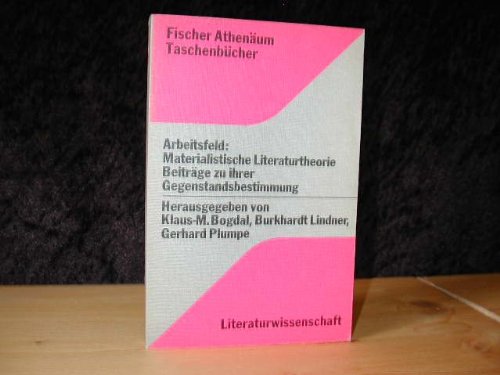 Fischer Athenäum
Taschenbücher
Arbeitsfeld:
Materialistische Literaturtheorie
Beiträge zu ihrer
Gegenstandsbestimmung
Herausgegeben von
Klaus-M. Bogdal, Burkhardt Lindner,
Gerhard Plumpe
Literaturwissenschaft